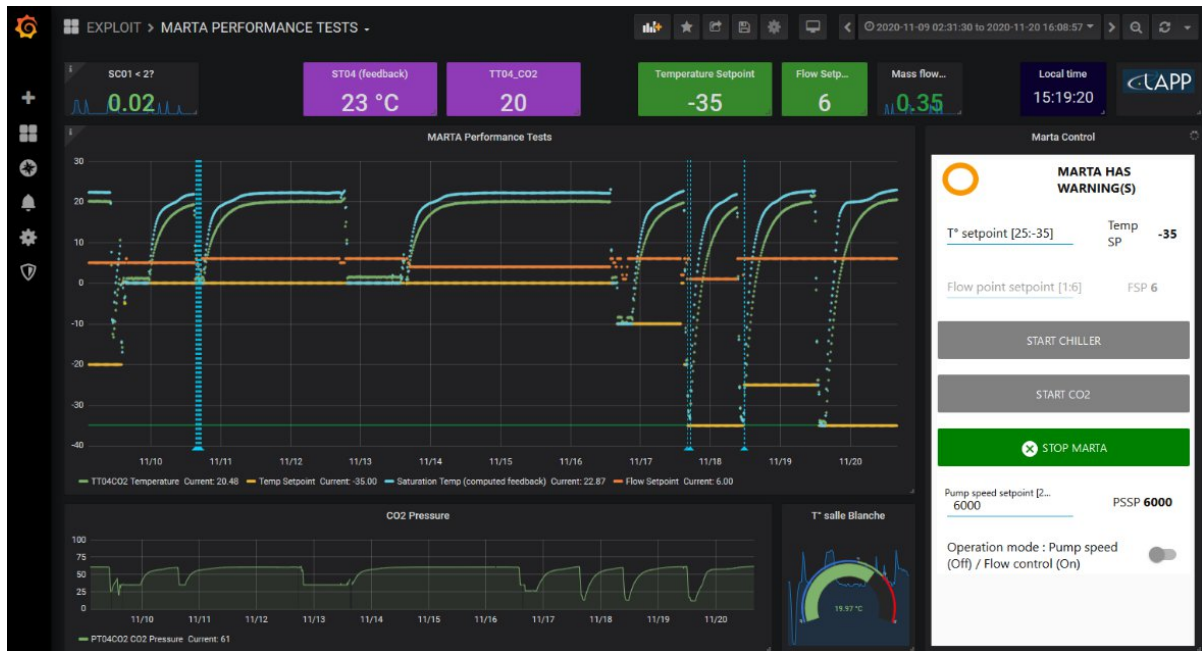 EXPLOIT > MARTA PERFORMANCE TESTS
2020-11-09 02:31:30 to 2020-11-20 16:08:57
SC01 < 2?
0.02
ST04 (feedback)
23 °C
TT04_CO2
20
Temperature Setpoint
-35
Flow Setp...
6
Mass flow...
0.35
Local time
15:19:20
LAPP
MARTA Performance Tests
30
20
10
0
-10
-20
-30
-40
11/10 11/11 11/12 11/13 11/14 11/15 11/16 11/17 11/18 11/19 11/20
TT04CO2 Temperature Current: 20.48 Temp Setpoint Current: -35.00 Saturation Temp (computed feedback) Current: 22.87 Flow Setpoint Current: 6.00
CO2 Pressure
100
75
50
25
0
11/10 11/11 11/12 11/13 11/14 11/15 11/16 11/17 11/18 11/19 11/20
PT04CO2 CO2 Pressure Current: 61
T° salle Blanche
19.97 °C
Marta Control
MARTA HAS
WARNING(S)
T° setpoint [25:-35] Temp
SP -35
Flow point setpoint [1:6] FSP 6
START CHILLER
START CO2
STOP MARTA
Pump speed setpoint [2...
6000 PSSP 6000
Operation mode : Pump speed
(Off) / Flow control (On)